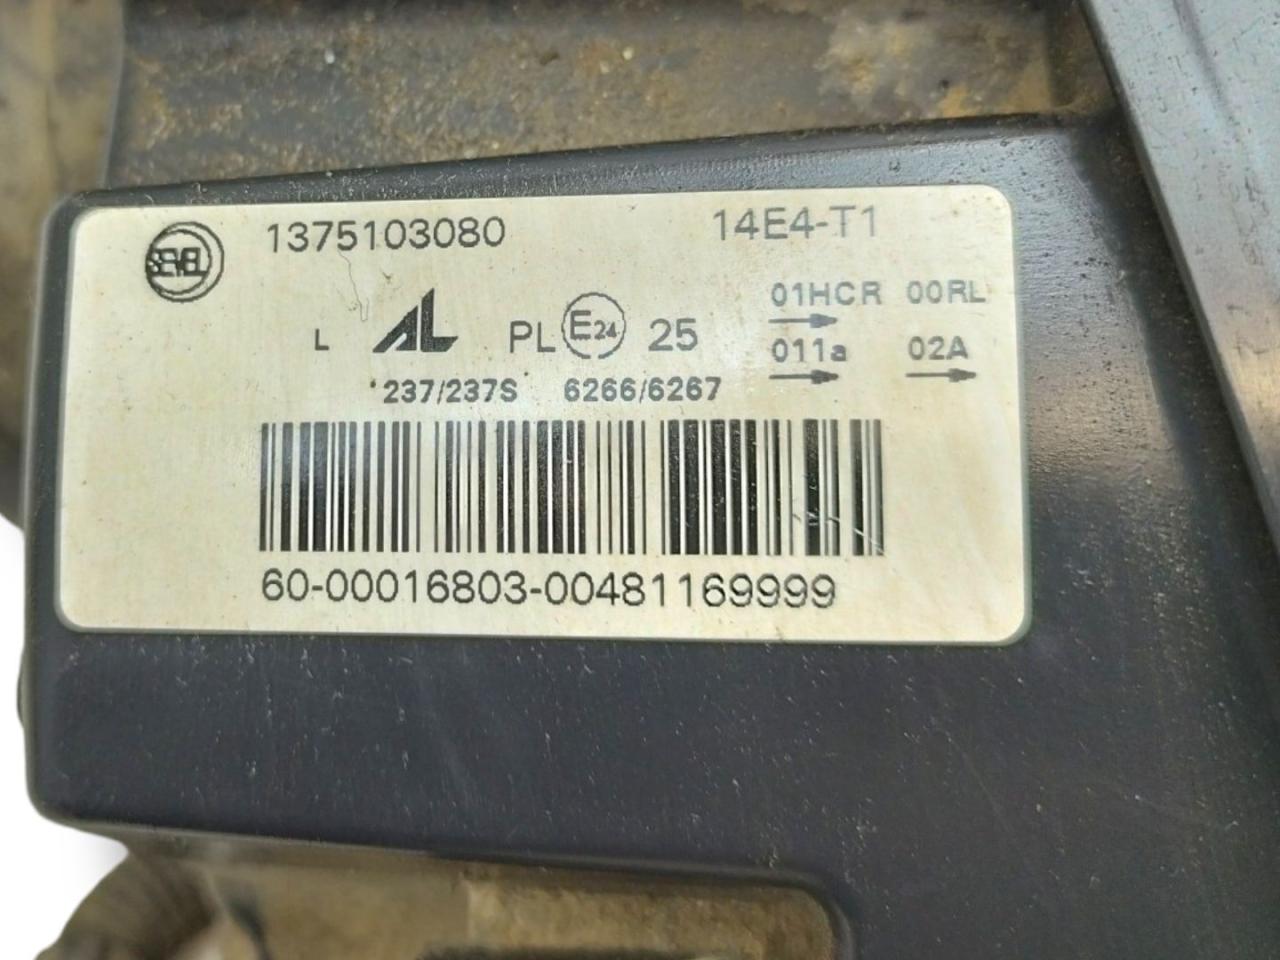 SEVEL 1375103080 14E4-T1
01HCR 00RL
L AL PL E24 25
011a 02A
237/237S 6266/6267
60-00016803-00481169999